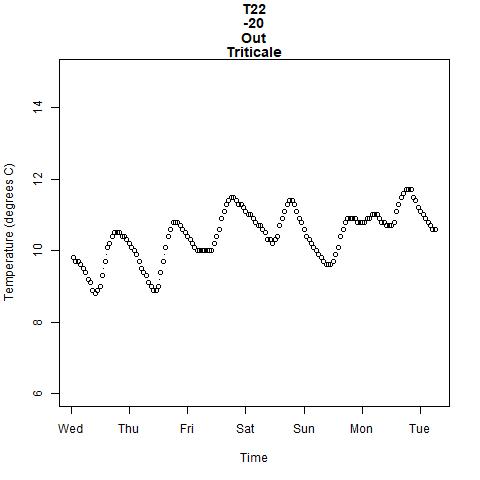 T22
-20
Out
Triticale
Temperature (degrees C)
14
12
10
8
6
Wed Thu Fri Sat Sun Mon Tue
Time